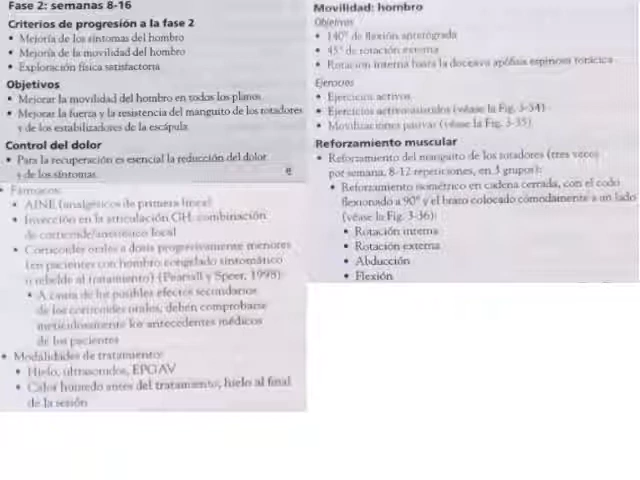 Fase 2: semanas 8-16
Criterios de progresión a la fase 2
• Mejoría de los síntomas del hombro
• Mejoría de la movilidad del hombro
• Exploración física satisfactoria
Objetivos
• Mejorar la movilidad del hombro en todos los planos
• Mejorar la fuerza y la resistencia del manguito de los rotadores
y de los estabilizadores de la escápula
Control del dolor
• Para la recuperación es esencial la reducción del dolor
y de los síntomas
• Fármacos:
• AINE (analgésicos de primera línea)
• Inyección en la articulación GH: combinación
de corticoide/anestésico local
• Corticoides orales a dosis progresivamente menores
(en pacientes con hombro congelado sintomático
o rebelde al tratamiento) (Pearsall y Speer, 1998)
• A causa de los posibles efectos secundarios
de los corticoides orales, deben comprobarse
meticulosamente los antecedentes médicos
de los pacientes
• Modalidades de tratamiento:
• Hielo, ultrasonidos, EPGAV
• Calor húmedo antes del tratamiento, hielo al final
de la sesión
Movilidad: hombro
Objetivos
• 140° de flexión anterógrada
• 45° de rotación externa
• Rotación interna hasta la doceava apófisis espinosa torácica
Ejercicios
• Ejercicios activos
• Ejercicios activoasistidos (véase la Fig. 3-34)
• Movilizaciones pasivas (véase la Fig. 3-35)
Reforzamiento muscular
• Reforzamiento del manguito de los rotadores (tres veces
por semana, 8-12 repeticiones, en 3 grupos):
• Reforzamiento isométrico en cadena cerrada, con el codo
flexionado a 90° y el brazo colocado cómodamente a un lado
(véase la Fig. 3-36):
• Rotación interna
• Rotación externa
• Abducción
• Flexión